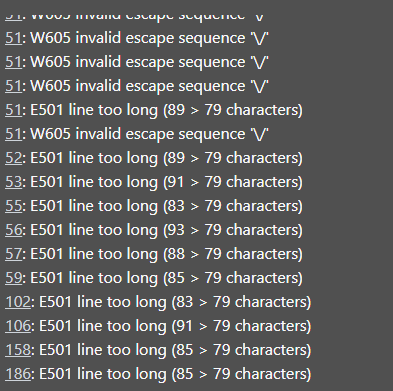 51: W605 invalid escape sequence '\/'
51: W605 invalid escape sequence '\/'
51: W605 invalid escape sequence '\/'
51: W605 invalid escape sequence '\/'
51: E501 line too long (89 > 79 characters)
51: W605 invalid escape sequence '\/'
52: E501 line too long (89 > 79 characters)
53: E501 line too long (91 > 79 characters)
55: E501 line too long (83 > 79 characters)
56: E501 line too long (93 > 79 characters)
57: E501 line too long (88 > 79 characters)
59: E501 line too long (85 > 79 characters)
102: E501 line too long (83 > 79 characters)
106: E501 line too long (91 > 79 characters)
158: E501 line too long (85 > 79 characters)
186: E501 line too long (85 > 79 characters)